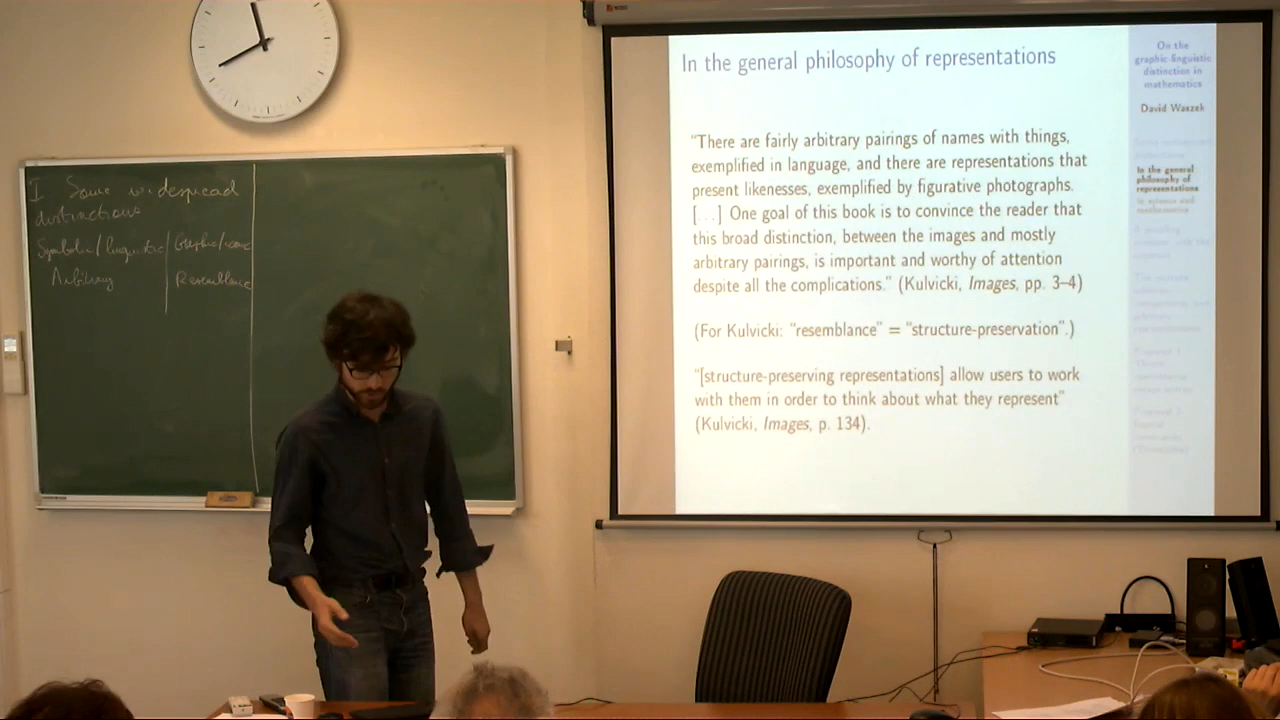 I Some widespread
distinctions
Symbolic/linguistic Graphic/iconic
Arbitrary Resemblance
In the general philosophy of representations
"There are fairly arbitrary pairings of names with things,
exemplified in language, and there are representations that
present likenesses, exemplified by figurative photographs.
[...] One goal of this book is to convince the reader that
this broad distinction, between the images and mostly
arbitrary pairings, is important and worthy of attention
despite all the complications." (Kulvicki, Images, pp. 3–4)
(For Kulvicki: "resemblance" = "structure-preservation".)
"[structure-preserving representations] allow users to work
with them in order to think about what they represent"
(Kulvicki, Images, p. 134).
On the
graphic-linguistic
distinction in
mathematics
David Waszek
In the general
philosophy of
representations
In science and
mathematics